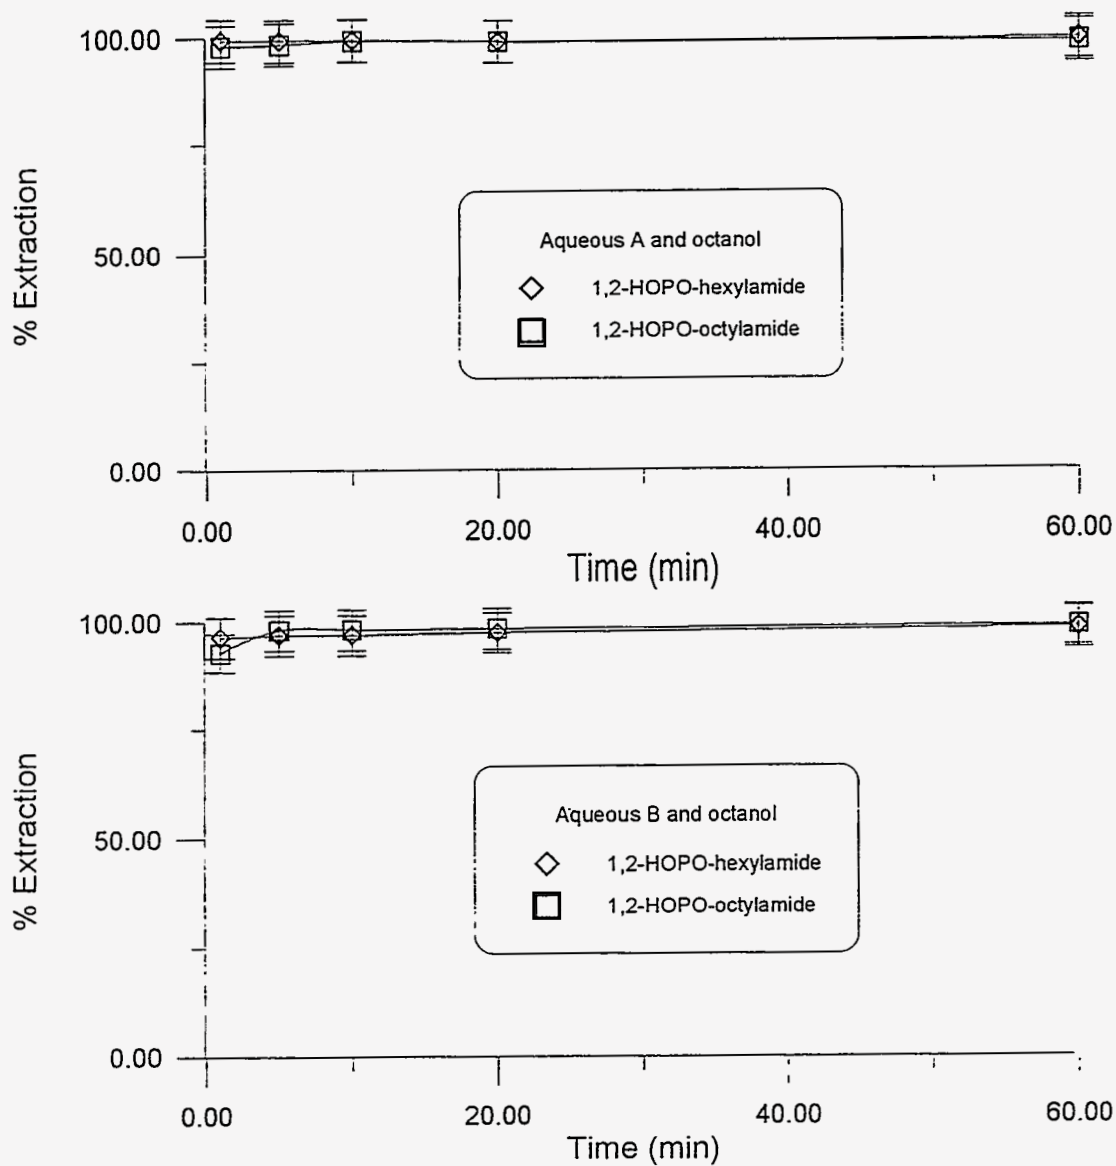 100.00
50.00
0.00
% Extraction
Aqueous A and octanol
1,2-HOPO-hexylamide
1,2-HOPO-octylamide
0.00 20.00 40.00 60.00
Time (min)
100.00
50.00
0.00
% Extraction
Aqueous B and octanol
1,2-HOPO-hexylamide
1,2-HOPO-octylamide
0.00 20.00 40.00 60.00
Time (min)